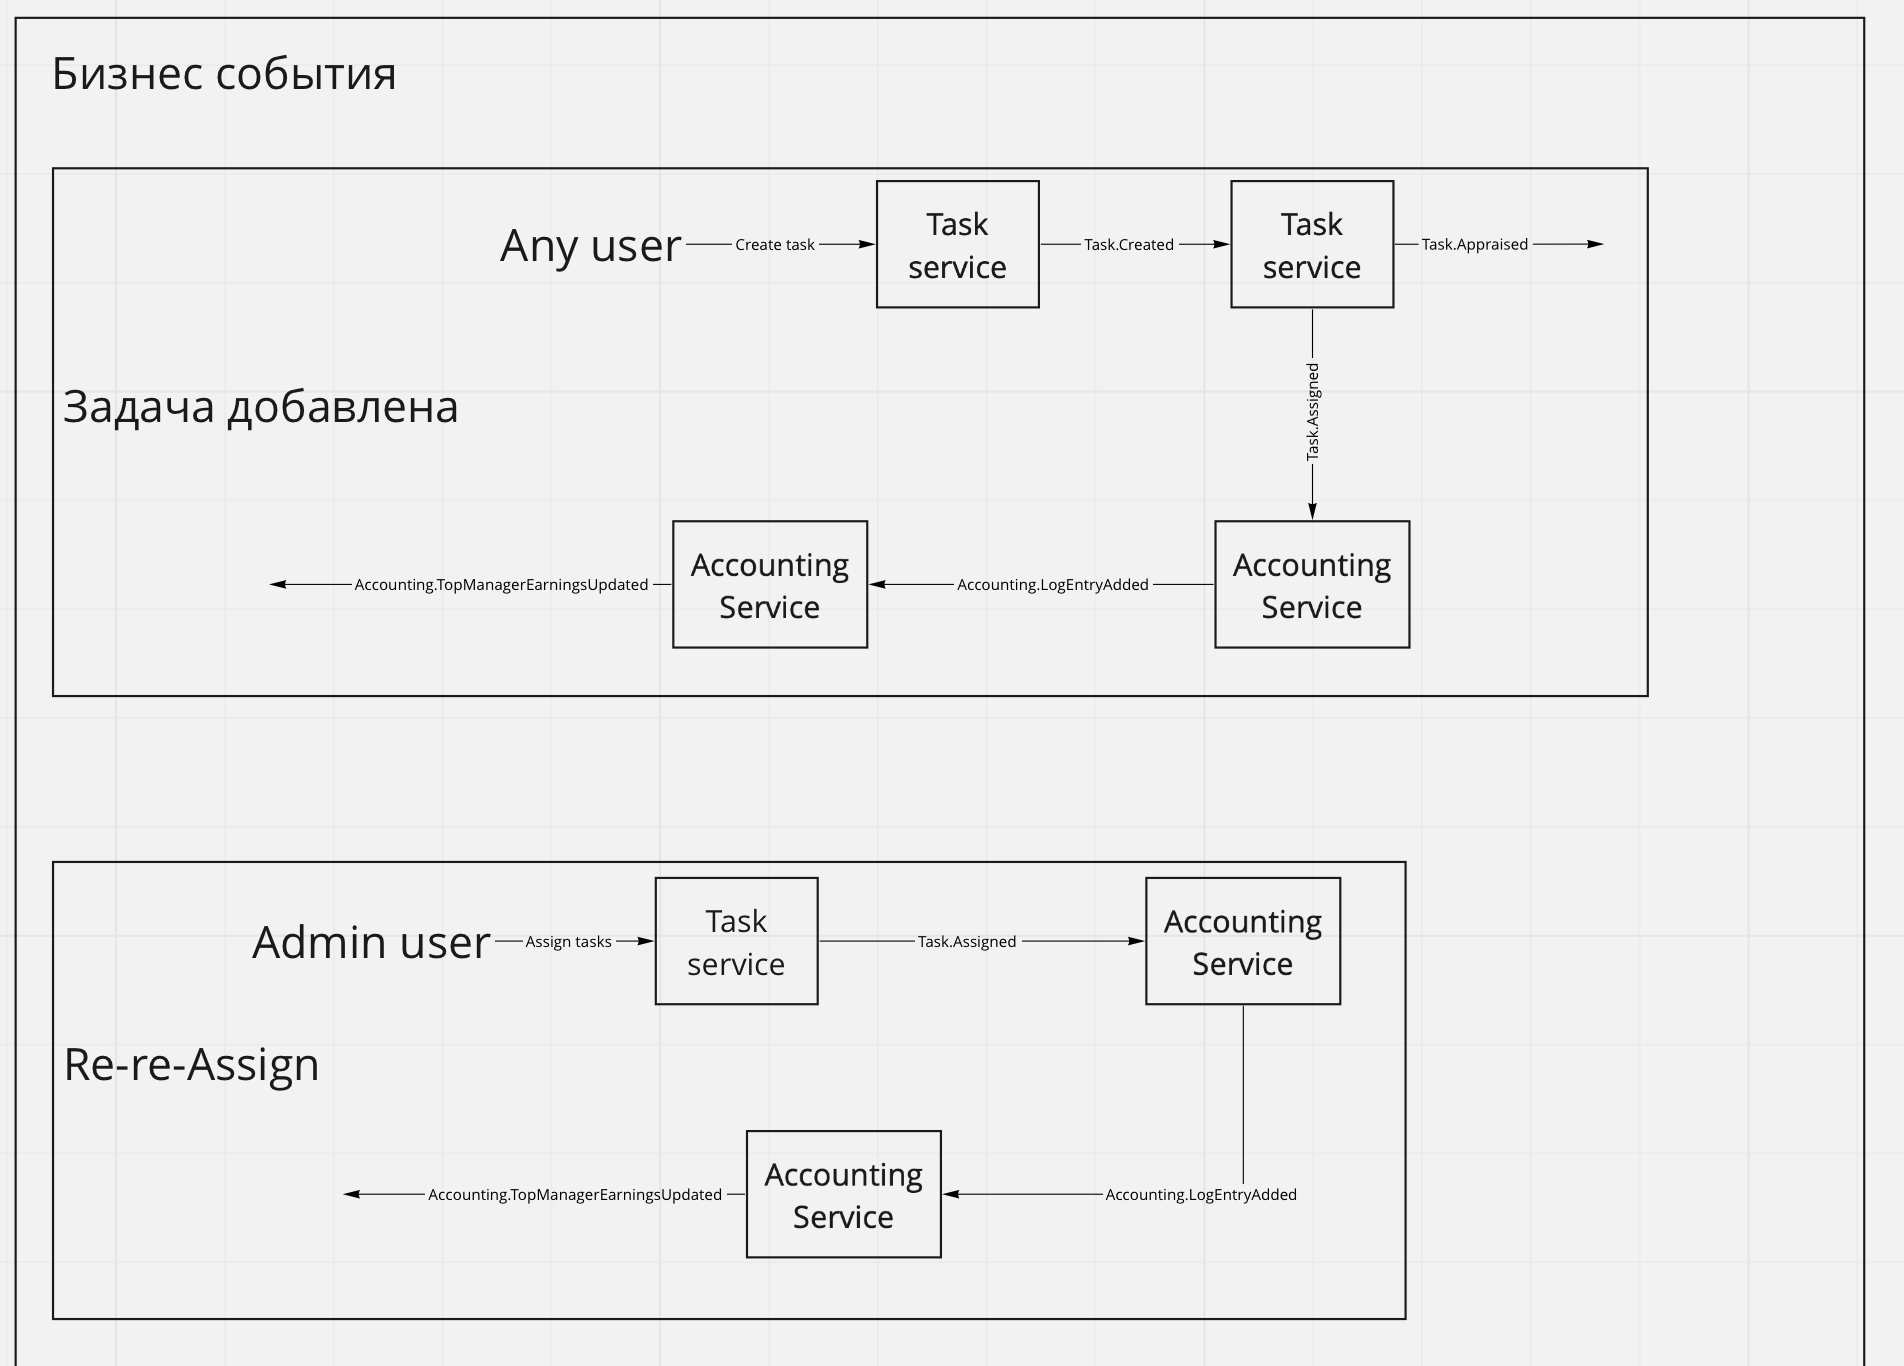 Бизнес события
Any user
Create task
Task
service
Task.Created
Task
service
Task.Appraised
Task.Assigned
Задача добавлена
Accounting.TopManagerEarningsUpdated
Accounting
Service
Accounting.LogEntryAdded
Accounting
Service
Admin user
Assign tasks
Task
service
Task.Assigned
Accounting
Service
Re-re-Assign
Accounting.TopManagerEarningsUpdated
Accounting
Service
Accounting.LogEntryAdded